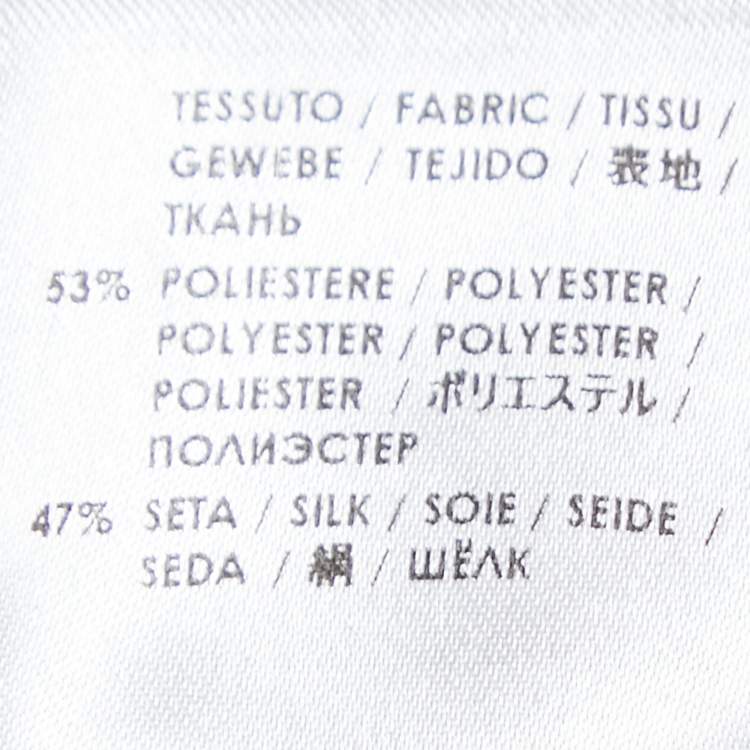 TESSUTO / FABRIC / TISSU /
GEWEBE / TEJIDO / 表地 /
ТКАНЬ
53% POLIESTERE / POLYESTER /
POLYESTER / POLYESTER /
POLIESTER / ポリエステル /
ПОЛИЭСТЕР
47% SETA / SILK / SOIE / SEIDE /
SEDA / 絹 / ШЁЛК